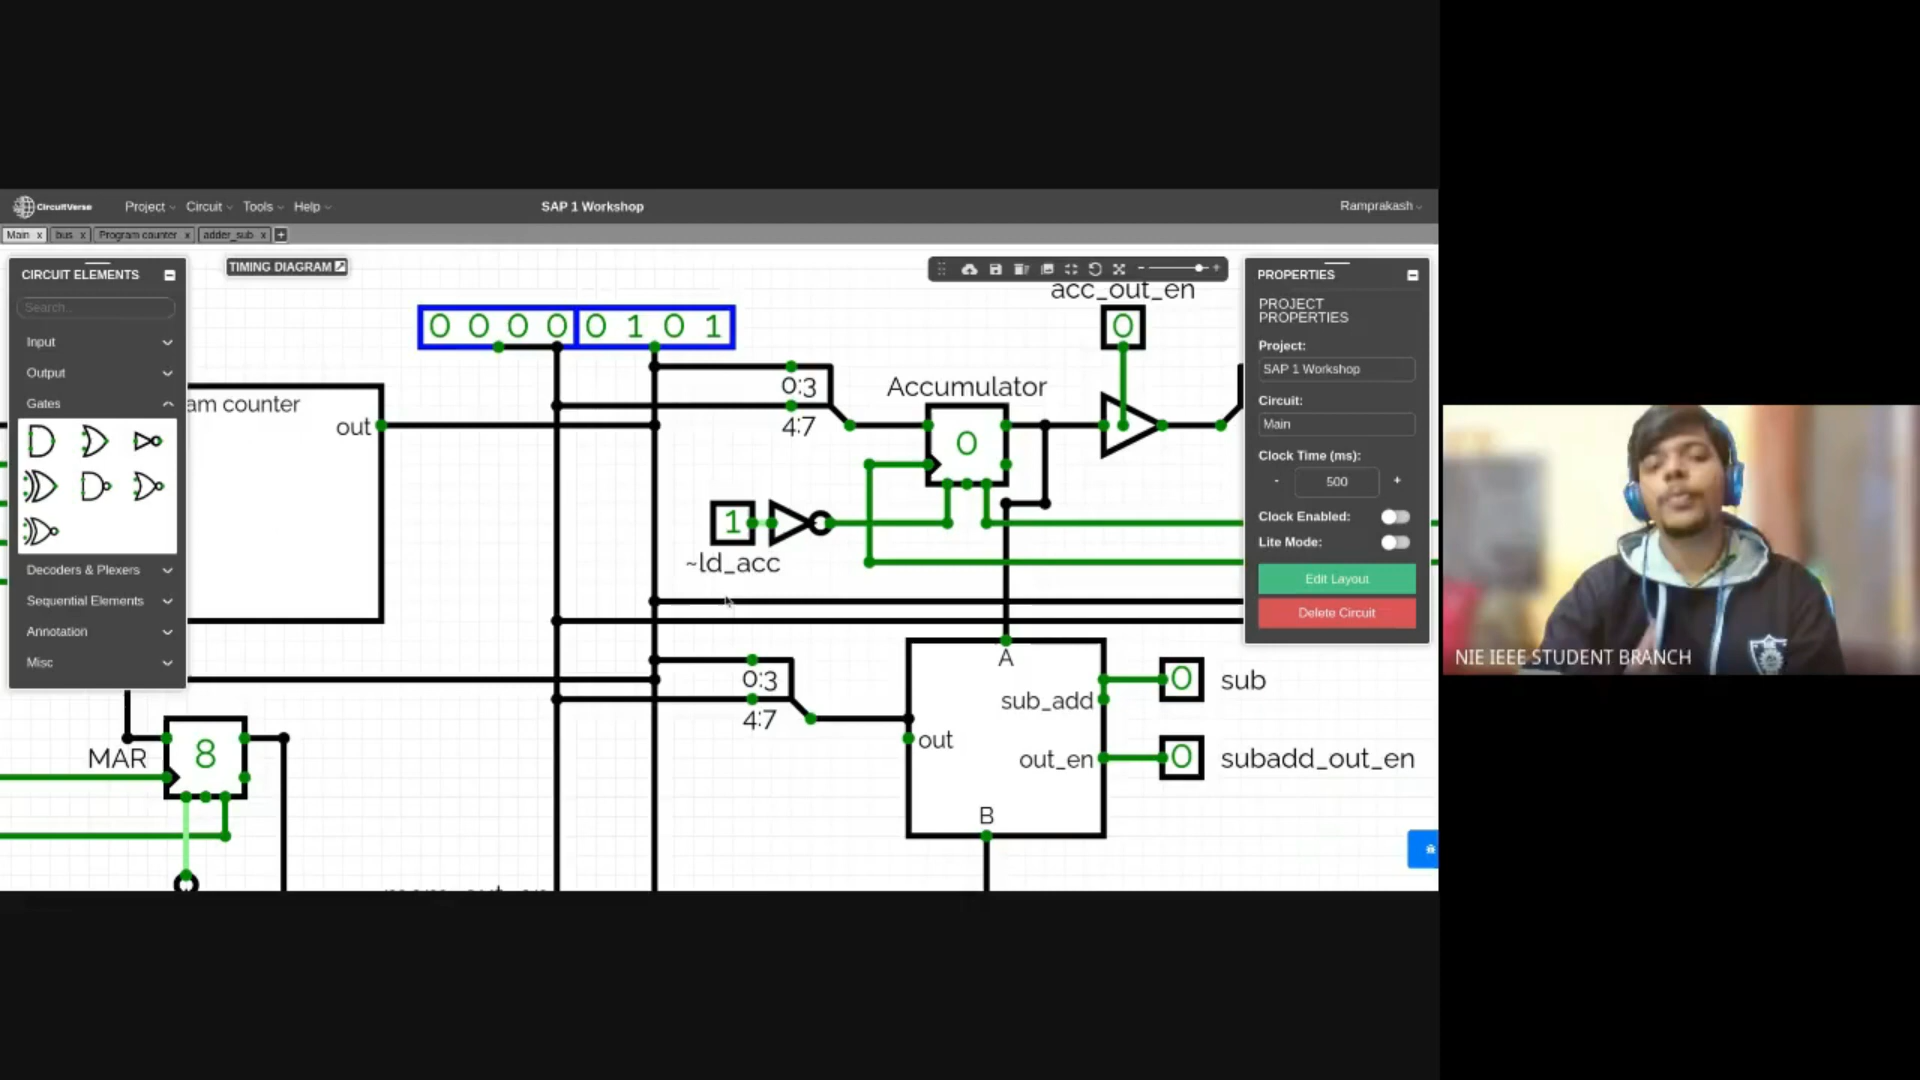 CircuitVerse
Project
Circuit
Tools
Help
SAP 1 Workshop
Ramprakash
Main x
bus x
Program counter x
adder_sub x
+
CIRCUIT ELEMENTS
Search..
Input
Output
Gates
Decoders & Plexers
Sequential Elements
Annotation
Misc
TIMING DIAGRAM
0 0 0 0 0 1 0 1
am counter
out
0:3
4:7
Accumulator
0
acc_out_en
0
1
~ld_acc
0:3
4:7
A
sub_add
out
out_en
B
0
sub
0
subadd_out_en
MAR
8
- +
PROPERTIES
PROJECT
PROPERTIES
Project:
SAP 1 Workshop
Circuit:
Main
Clock Time (ms):
- 500 +
Clock Enabled:
Lite Mode:
Edit Layout
Delete Circuit
NIE IEEE STUDENT BRANCH